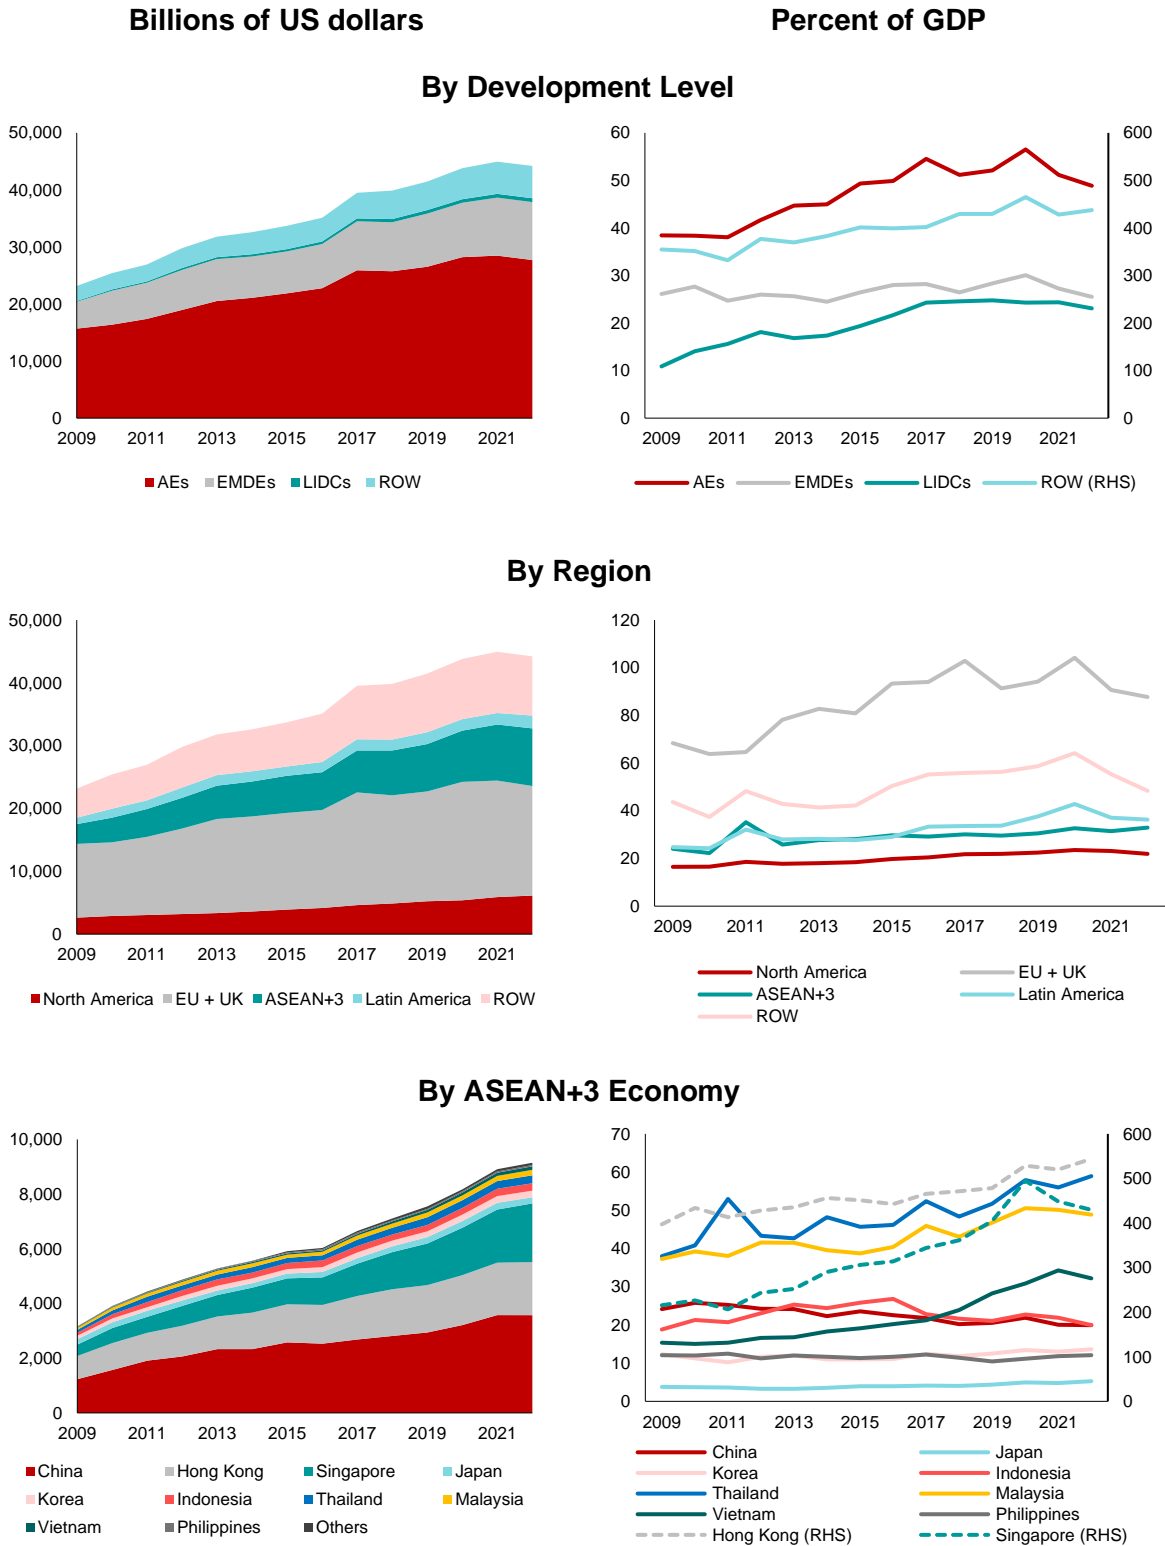 Billions of US dollars Percent of GDP
By Development Level
50,000 60 600
40,000 50 500
30,000 40 400
20,000 30 300
10,000 20 200
0 10 100
0 0
2009 2011 2013 2015 2017 2019 2021 2009 2011 2013 2015 2017 2019 2021
AEs EMDEs LIDCs ROW AEs EMDEs LIDCs ROW (RHS)
By Region
50,000 120
40,000 100
30,000 80
20,000 60
10,000 40
0 20
0
2009 2011 2013 2015 2017 2019 2021 2009 2011 2013 2015 2017 2019 2021
North America EU + UK ASEAN+3 Latin America ROW
North America EU + UK
ASEAN+3 Latin America
ROW
By ASEAN+3 Economy
10,000 70 600
8,000 60 500
6,000 50 400
4,000 40 300
2,000 30 200
0 20 100
10 0
0
2009 2011 2013 2015 2017 2019 2021 2009 2011 2013 2015 2017 2019 2021
China Hong Kong Singapore Japan
Korea Indonesia Thailand Malaysia
Vietnam Philippines Others
China Japan
Korea Indonesia
Thailand Malaysia
Vietnam Philippines
Hong Kong (RHS) Singapore (RHS)